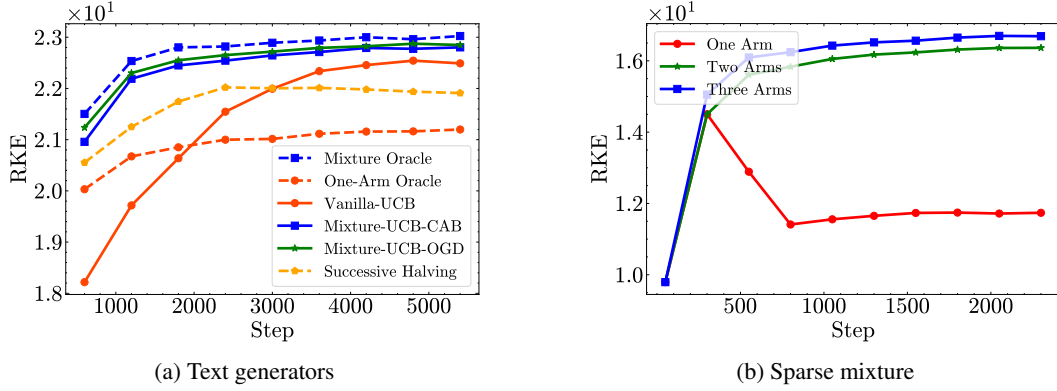 ×10¹
2.3
2.2
2.1
2.0
1.9
1.8
RKE
1000 2000 3000 4000 5000
Step
Mixture Oracle
One-Arm Oracle
Vanilla-UCB
Mixture-UCB-CAB
Mixture-UCB-OGD
Successive Halving
(a) Text generators
×10¹
1.6
1.4
1.2
1.0
RKE
500 1000 1500 2000
Step
One Arm
Two Arms
Three Arms
(b) Sparse mixture